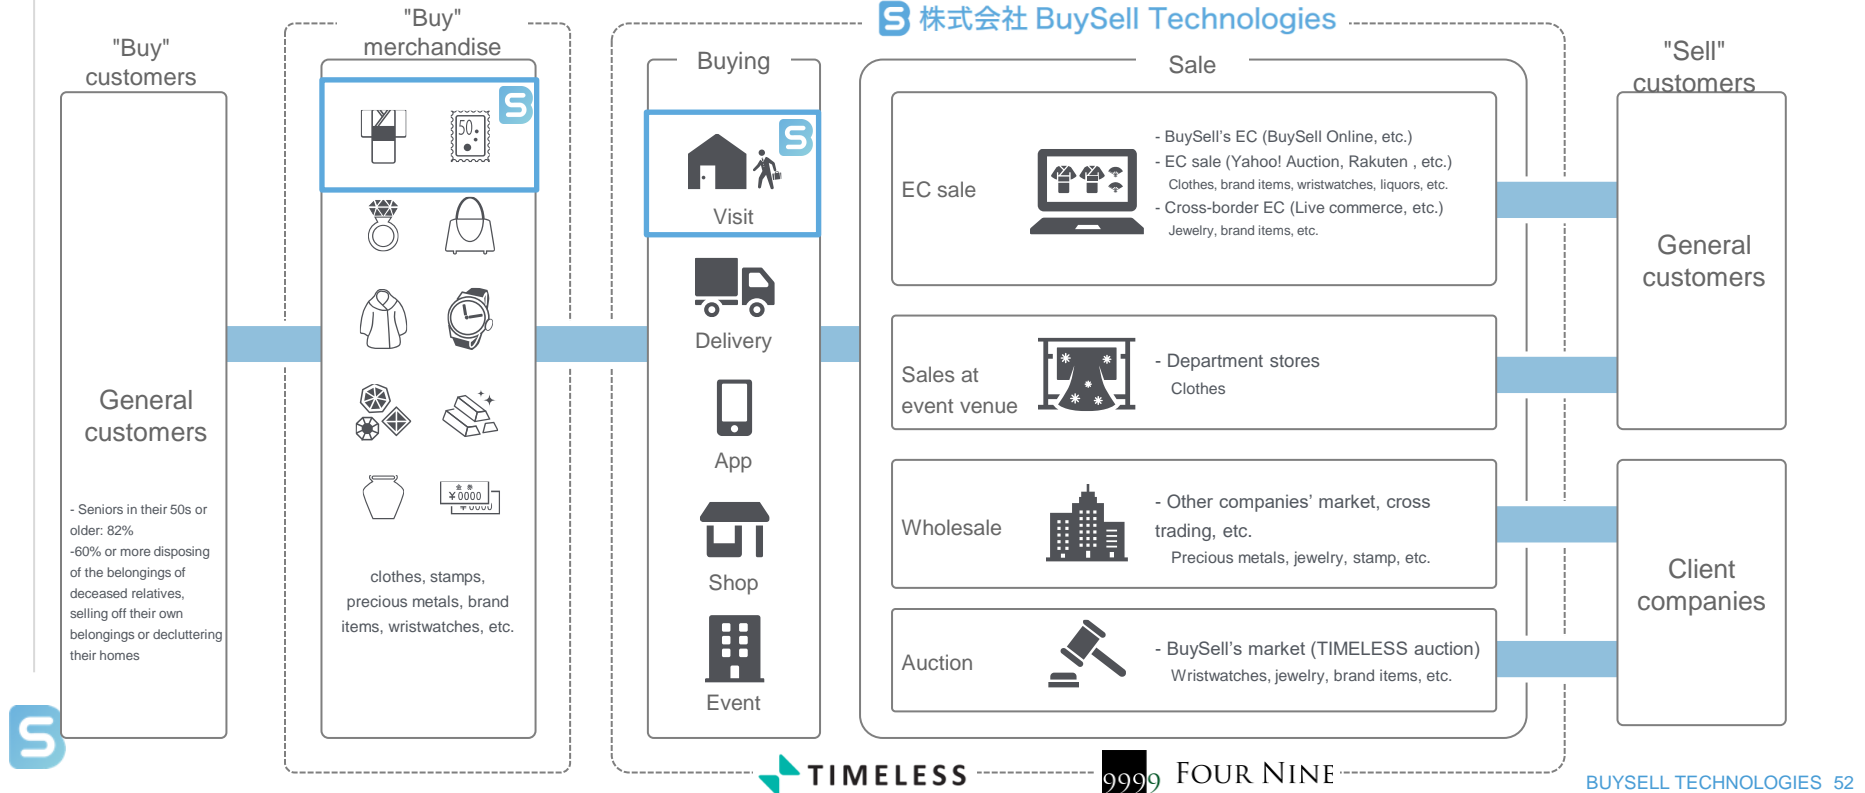 株式会社 BuySell Technologies
"Buy"
customers
General
customers
- Seniors in their 50s or
older: 82%
-60% or more disposing
of the belongings of
deceased relatives,
selling off their own
belongings or decluttering
their homes
"Buy"
merchandise
50
金 券
¥0000
¥0000
clothes, stamps,
precious metals, brand
items, wristwatches, etc.
Buying
Visit
Delivery
App
Shop
Event
Sale
EC sale
- BuySell's EC (BuySell Online, etc.)
- EC sale (Yahoo! Auction, Rakuten , etc.)
Clothes, brand items, wristwatches, liquors, etc.
- Cross-border EC (Live commerce, etc.)
Jewelry, brand items, etc.
Sales at
event venue
- Department stores
Clothes
Wholesale
- Other companies’ market, cross
trading, etc.
Precious metals, jewelry, stamp, etc.
Auction
- BuySell’s market (TIMELESS auction)
Wristwatches, jewelry, brand items, etc.
"Sell"
customers
General
customers
Client
companies
TIMELESS
9999 FOUR NINE
BUYSELL TECHNOLOGIES 52